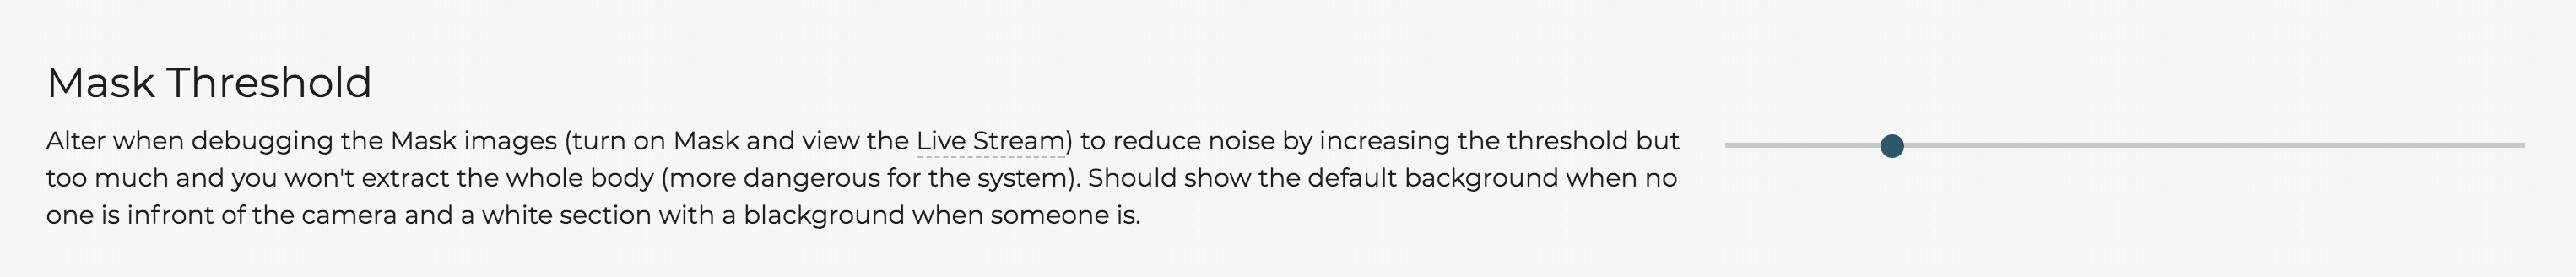 Mask Threshold
Alter when debugging the Mask images (turn on Mask and view the Live Stream) to reduce noise by increasing the threshold but
too much and you won't extract the whole body (more dangerous for the system). Should show the default background when no
one is infront of the camera and a white section with a blackground when someone is.